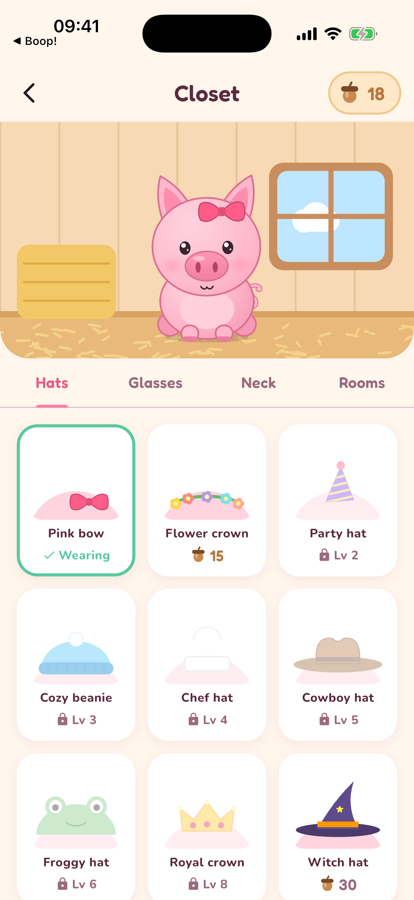 09:41
◀ Boop!
Closet
18
Hats
Glasses
Neck
Rooms
Pink bow
✓ Wearing
Flower crown
15
Party hat
Lv 2
Cozy beanie
Lv 3
Chef hat
Lv 4
Cowboy hat
Lv 5
Froggy hat
Lv 6
Royal crown
Lv 8
Witch hat
30